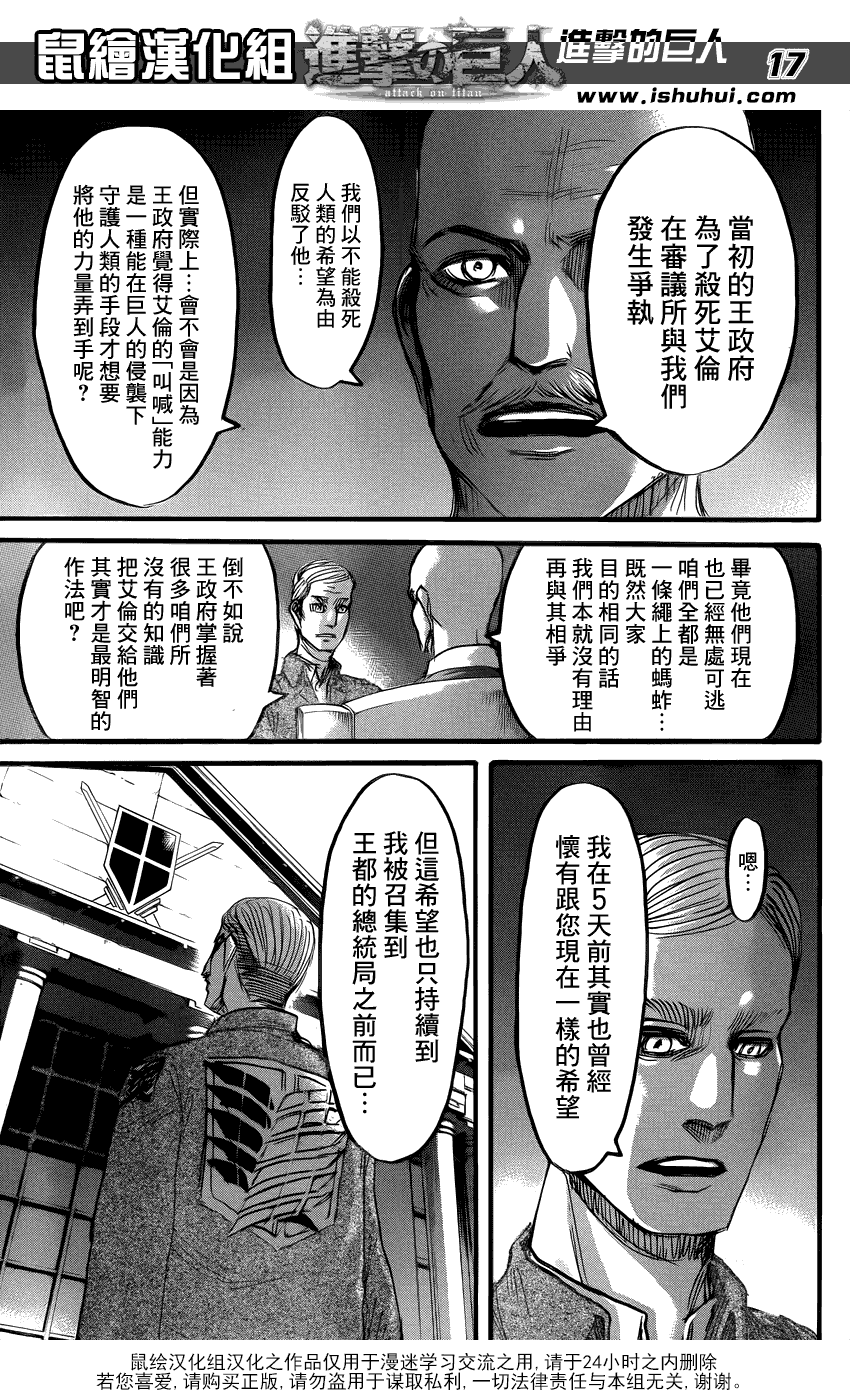 鼠繪漢化組
進撃の巨人
attack on titan
進擊的巨人
17
www.ishuhui.com
當初的王政府
為了殺死艾倫
在審議所與我們
發生爭執
我們以不能殺死
人類的希望為由
反駁了他…
但實際上…會不會是因為
王政府覺得艾倫的「叫喊」能力
是一種能在巨人的侵襲下
守護人類的手段才想要
將他的力量弄到手呢?
畢竟他們現在
也已經無處可逃
咱們全都是
一條繩上的螞蚱…
既然大家
目的相同的話
我們本就沒有理由
再與其相爭
倒不如說
王政府掌握著
很多咱們所
沒有的知識
把艾倫交給他們
其實才是最明智的
作法吧?
嗯…
我在5天前其實也曾經
懷有跟您現在一樣的希望
但這希望也只持續到
我被召集到
王都的總統局之前而已…
鼠绘汉化组汉化之作品仅用于漫迷学习交流之用, 请于24小时之内删除
若您喜爱, 请购买正版, 请勿用于谋取私利, 一切法律责任与本组无关, 谢谢.